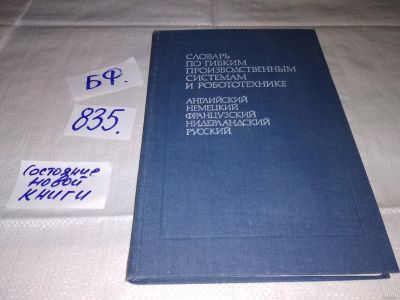 БФ.
835.
Состояние
новой
книги
СЛОВАРЬ
ПО ГИБКИМ
ПРОИЗВОДСТВЕННЫМ
СИСТЕМАМ
И РОБОТОТЕХНИКЕ
АНГЛИЙСКИЙ
НЕМЕЦКИЙ
ФРАНЦУЗСКИЙ
НИДЕРЛАНДСКИЙ
РУССКИЙ